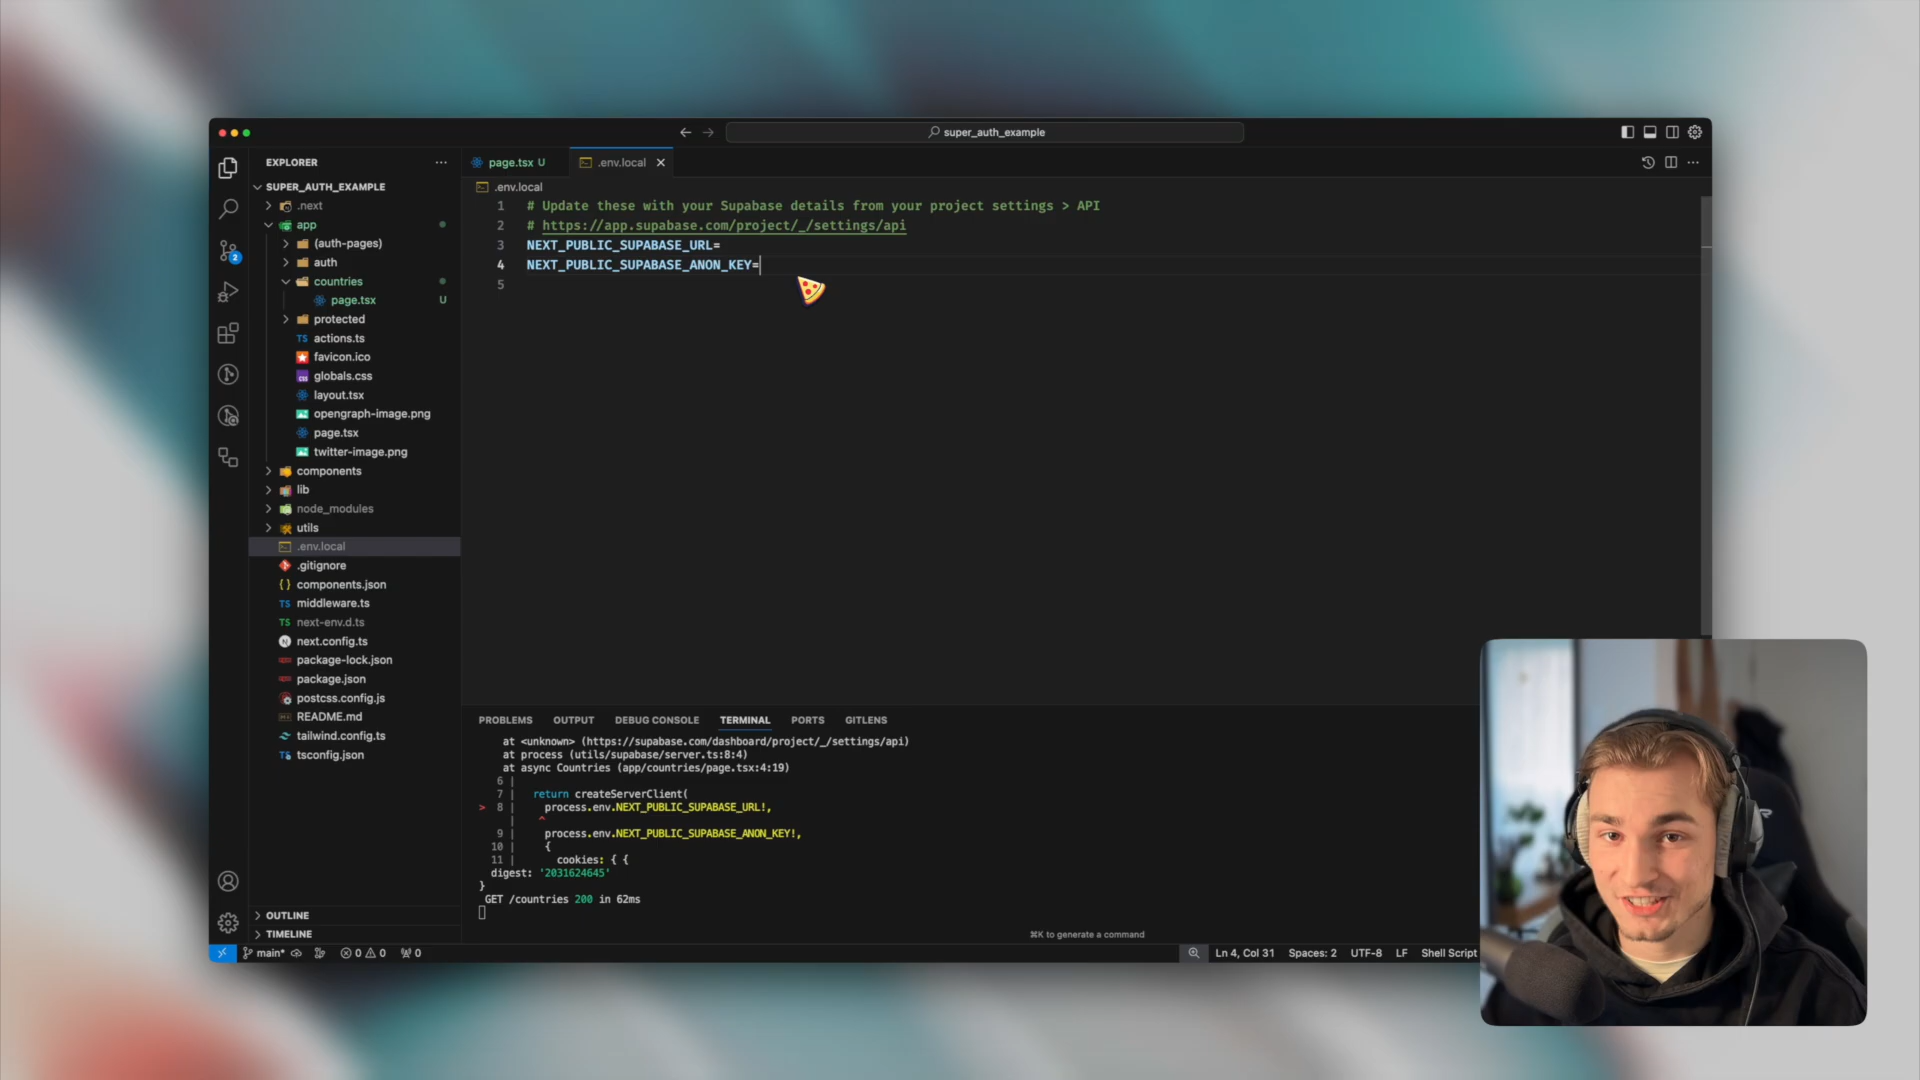 super_auth_example
EXPLORER
page.tsx U
.env.local
SUPER_AUTH_EXAMPLE
.next
app
(auth-pages)
auth
countries
page.tsx U
protected
actions.ts
favicon.ico
globals.css
layout.tsx
opengraph-image.png
page.tsx
twitter-image.png
components
lib
node_modules
utils
.env.local
.gitignore
components.json
middleware.ts
next-env.d.ts
next.config.ts
package-lock.json
package.json
postcss.config.js
README.md
tailwind.config.ts
tsconfig.json
OUTLINE
TIMELINE
.env.local
1 # Update these with your Supabase details from your project settings > API
2 # https://app.supabase.com/project/_/settings/api
3 NEXT_PUBLIC_SUPABASE_URL=
4 NEXT_PUBLIC_SUPABASE_ANON_KEY=
5
PROBLEMS OUTPUT DEBUG CONSOLE TERMINAL PORTS GITLENS
at <unknown> (https://supabase.com/dashboard/project/_/settings/api)
at process (utils/supabase/server.ts:8:4)
at async Countries (app/countries/page.tsx:4:19)
6 |
7 | return createServerClient(
> 8 | process.env.NEXT_PUBLIC_SUPABASE_URL!,
| ^
9 | process.env.NEXT_PUBLIC_SUPABASE_ANON_KEY!,
10 | {
11 | cookies: { {
digest: '2031624645'
}
GET /countries 200 in 62ms
⌘K to generate a command
main* 0 0 0 Ln 4, Col 31 Spaces: 2 UTF-8 LF Shell Script
2